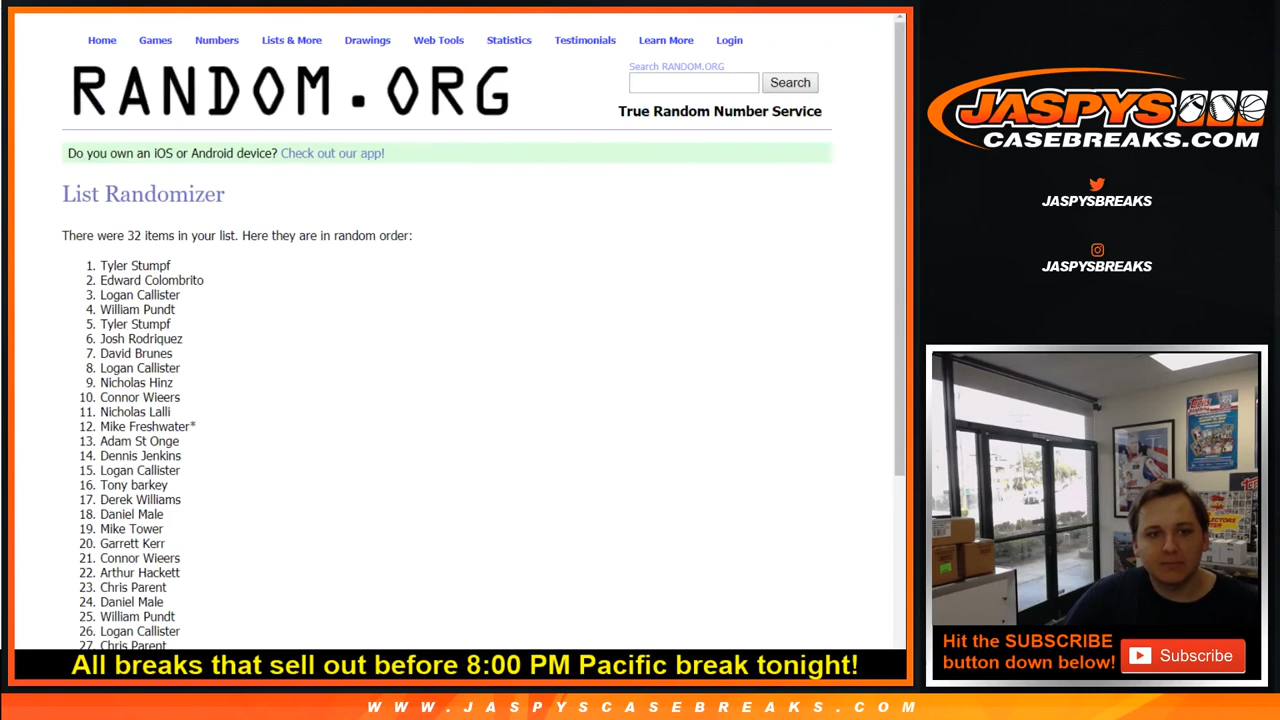 Home Games Numbers Lists & More Drawings Web Tools Statistics Testimonials Learn More Login
RANDOM.ORG
Search RANDOM.ORG
Search
True Random Number Service
Do you own an iOS or Android device? Check out our app!
List Randomizer
There were 32 items in your list. Here they are in random order:
1. Tyler Stumpf
2. Edward Colombrito
3. Logan Callister
4. William Pundt
5. Tyler Stumpf
6. Josh Rodriquez
7. David Brunes
8. Logan Callister
9. Nicholas Hinz
10. Connor Wieers
11. Nicholas Lalli
12. Mike Freshwater*
13. Adam St Onge
14. Dennis Jenkins
15. Logan Callister
16. Tony barkey
17. Derek Williams
18. Daniel Male
19. Mike Tower
20. Garrett Kerr
21. Connor Wieers
22. Arthur Hackett
23. Chris Parent
24. Daniel Male
25. William Pundt
26. Logan Callister
27. Chris Parent
All breaks that sell out before 8:00 PM Pacific break tonight!
WWW.JASPYSCASEBREAKS.COM
JASPYS
CASEBREAKS.COM
JASPYSBREAKS
JASPYSBREAKS
Hit the SUBSCRIBE
button down below!
Subscribe